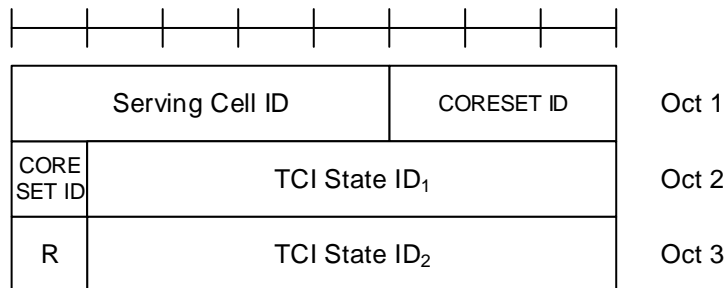 Serving Cell ID CORESET ID Oct 1
CORE
SET ID TCI State ID₁ Oct 2
R TCI State ID₂ Oct 3